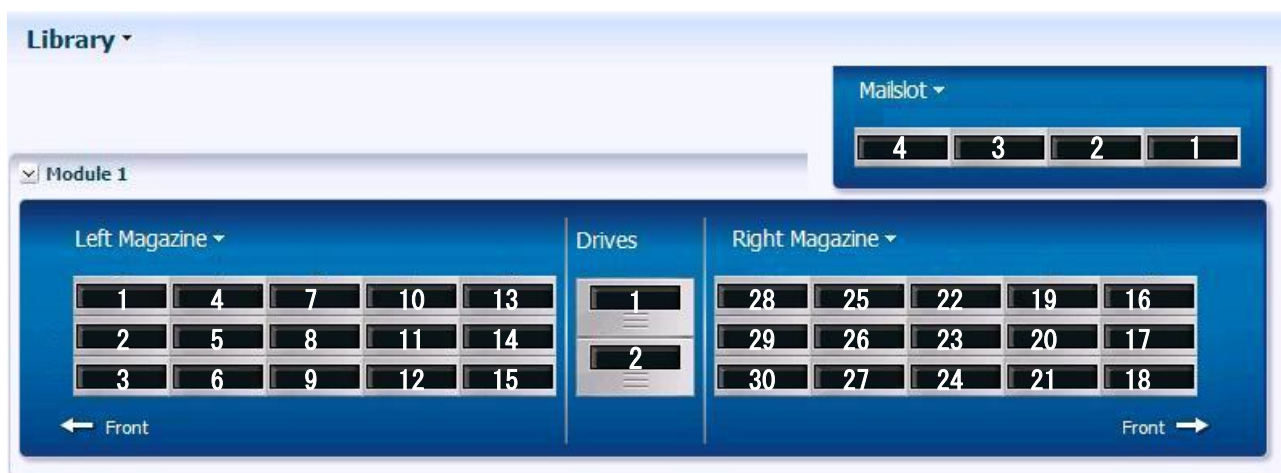 Library
Mailslot
4 3 2 1
Module 1
Left Magazine
Drives
Right Magazine
1 4 7 10 13
1
28 25 22 19 16
2 5 8 11 14
29 26 23 20 17
2
3 6 9 12 15
30 27 24 21 18
Front
Front